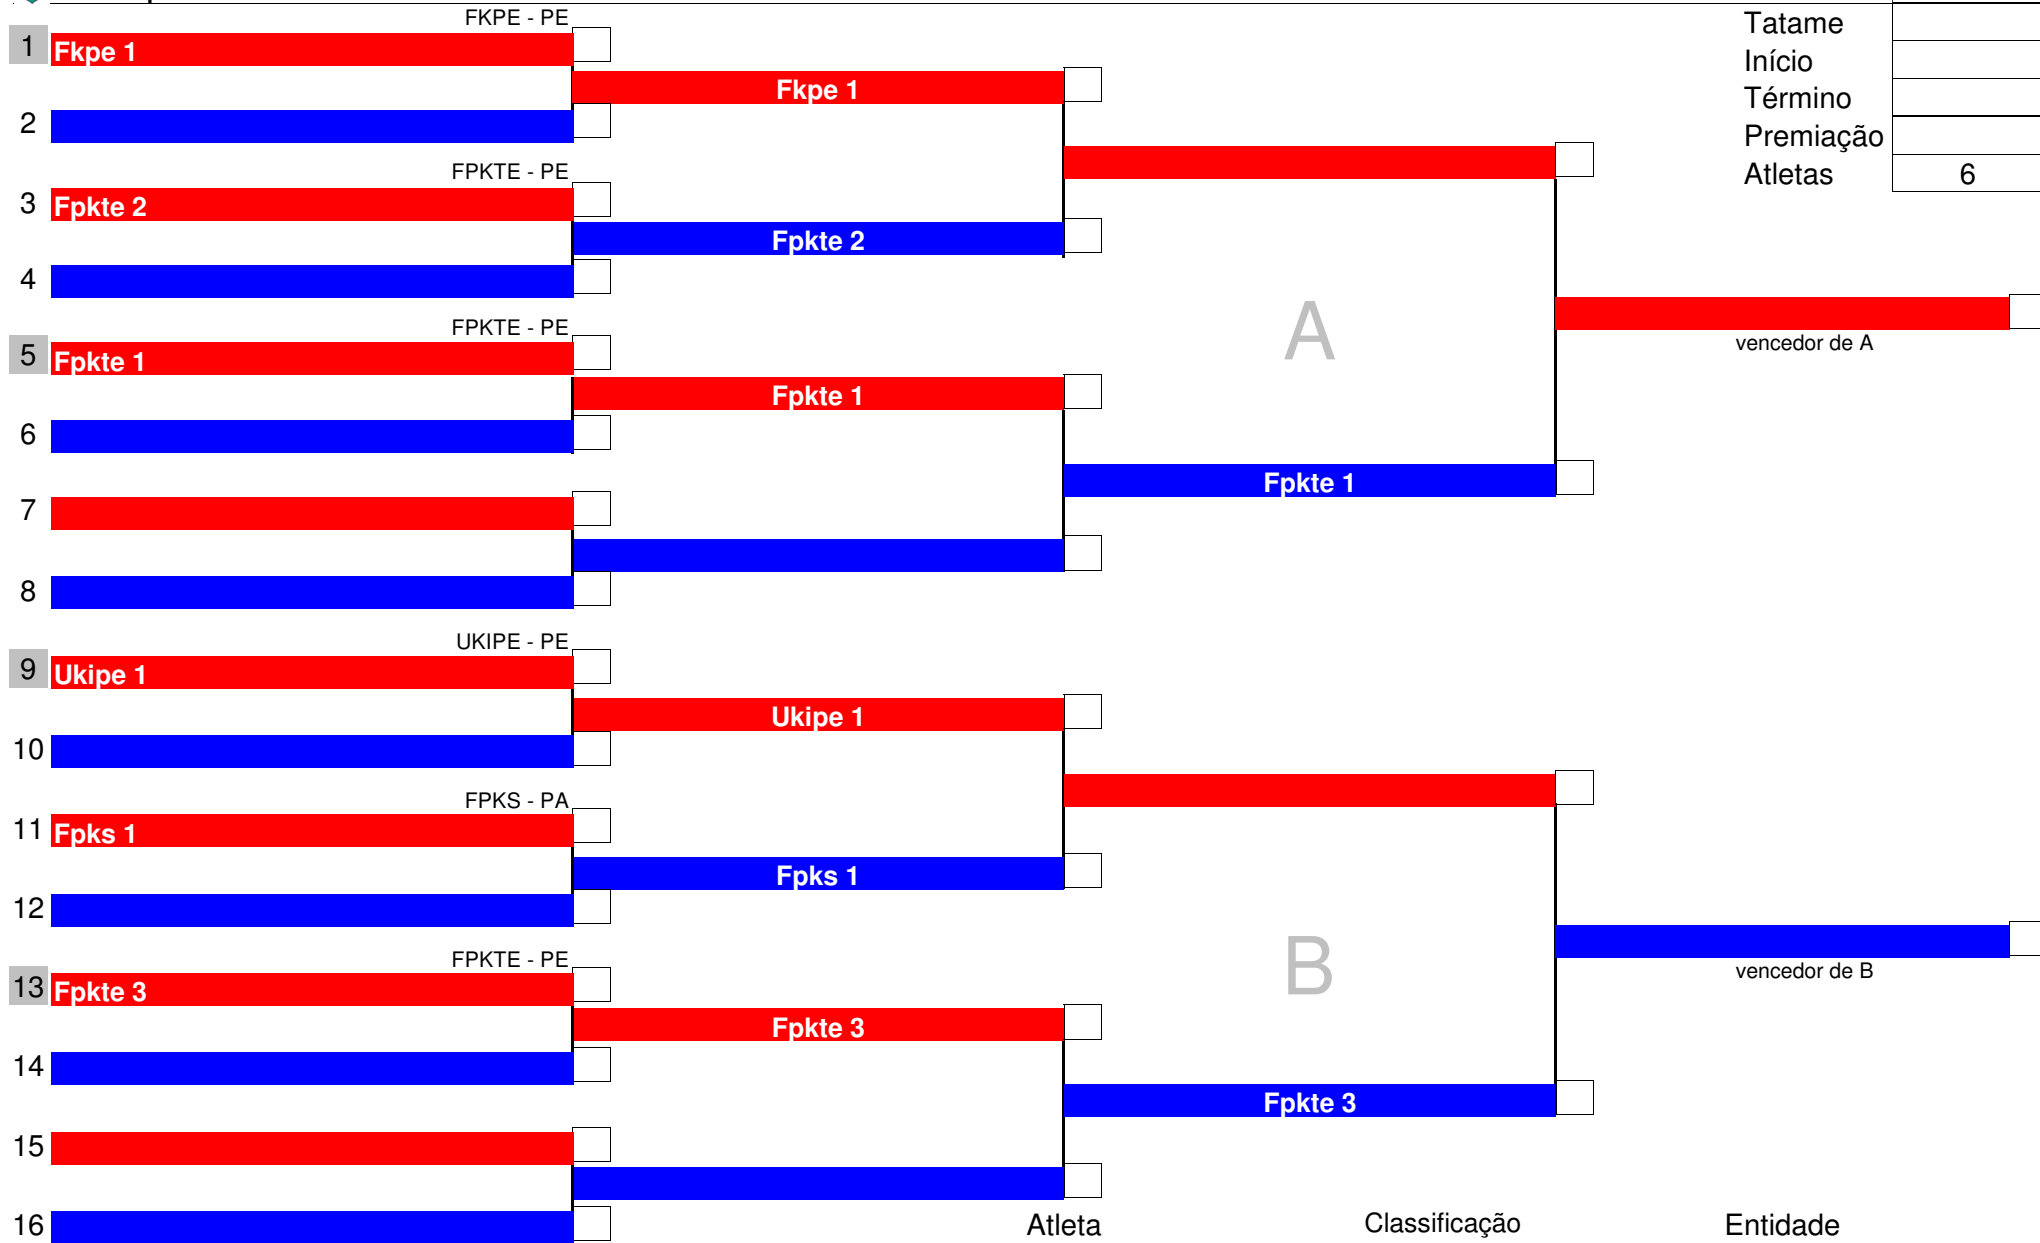 FKPE - PE
Tatame
1 Fkpe 1
Início
Fkpe 1
Término
2
Premiação
FPKTE - PE
Atletas 6
3 Fpkte 2
Fpkte 2
4
FPKTE - PE
A
vencedor de A
5 Fpkte 1
Fpkte 1
6
Fpkte 1
7
8
UKIPE - PE
9 Ukipe 1
Ukipe 1
10
FPKS - PA
11 Fpks 1
Fpks 1
12
FPKTE - PE
B
vencedor de B
13 Fpkte 3
Fpkte 3
14
Fpkte 3
15
16
Atleta Classificação Entidade